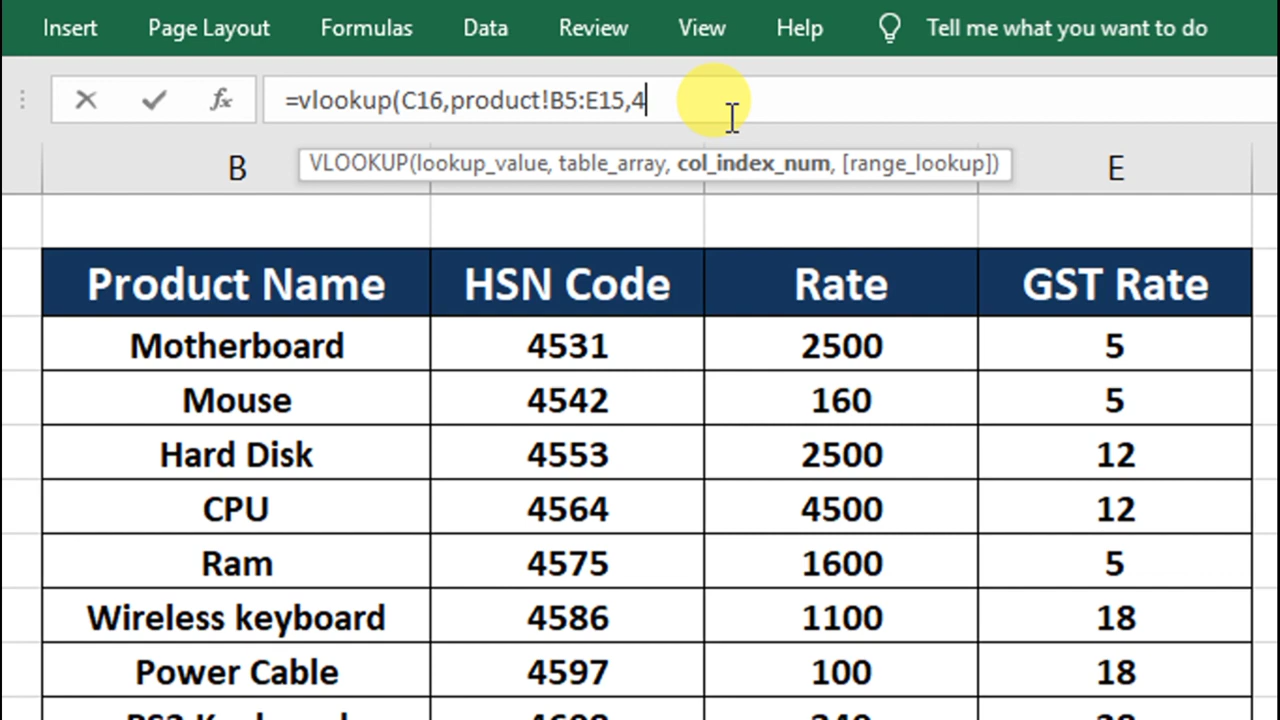 Insert Page Layout Formulas Data Review View Help Tell me what you want to do
fx =vlookup(C16,product!B5:E15,4
VLOOKUP(lookup_value, table_array, col_index_num, [range_lookup])
B E
Product Name HSN Code Rate GST Rate
Motherboard 4531 2500 5
Mouse 4542 160 5
Hard Disk 4553 2500 12
CPU 4564 4500 12
Ram 4575 1600 5
Wireless keyboard 4586 1100 18
Power Cable 4597 100 18